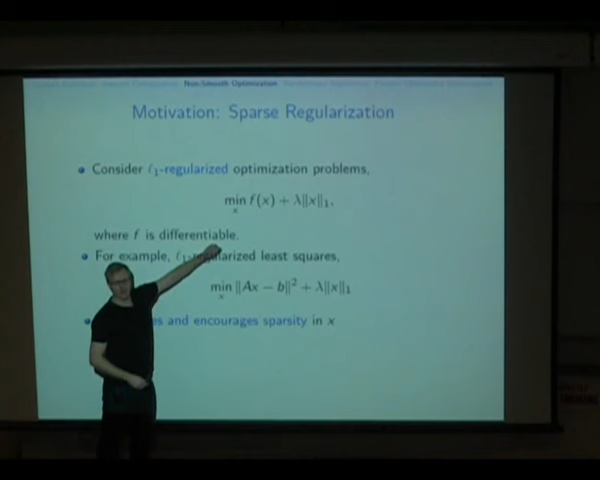 Non-Smooth Optimization
Motivation: Sparse Regularization
Consider ℓ₁-regularized optimization problems,
min f(x) + λ‖x‖₁,
x
where f is differentiable.
For example, ℓ₁-regularized least squares,
min ‖Ax − b‖² + λ‖x‖₁
x
and encourages sparsity in x